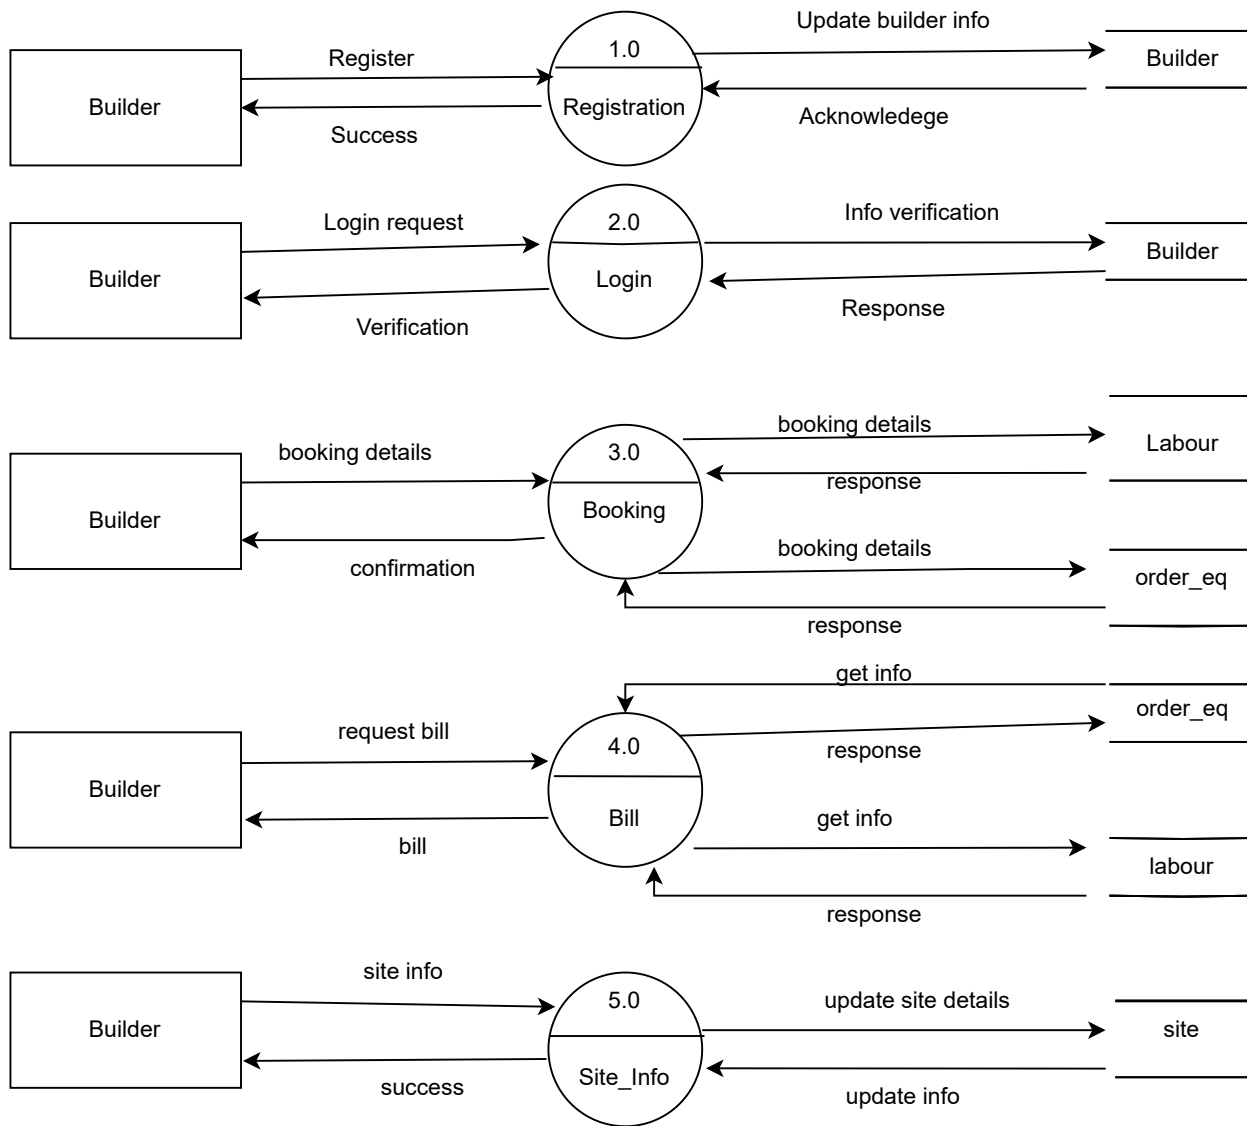 Update builder info
1.0
Register
Builder
Builder
Registration
Acknowledege
Success
Login request
2.0
Info verification
Builder
Builder
Login
Response
Verification
booking details
booking details
3.0
Labour
response
Booking
Builder
booking details
confirmation
order_eq
response
get info
order_eq
request bill
4.0
response
Builder
Bill
get info
bill
labour
response
site info
5.0
update site details
Builder
site
Site_Info
success
update info